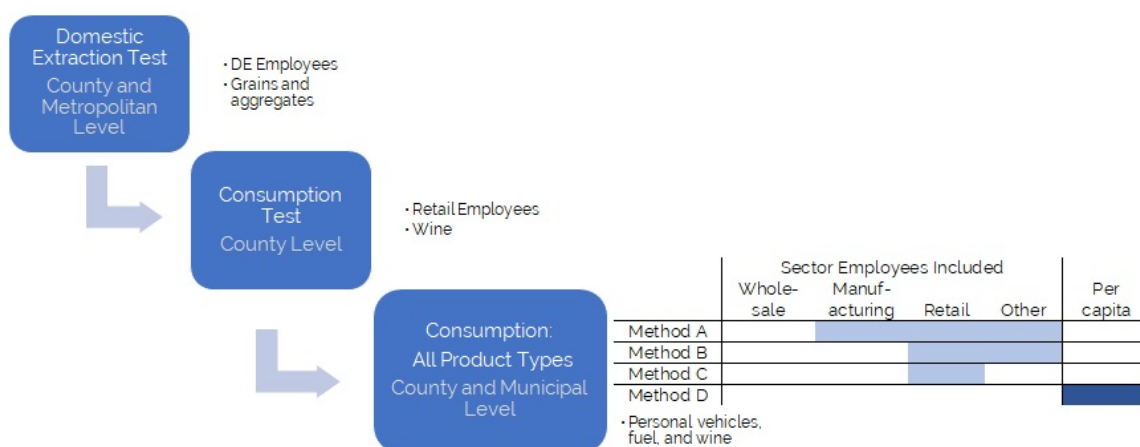 Domestic
Extraction Test
County and
Metropolitan
Level
• DE Employees
• Grains and
aggregates
Consumption
Test
County Level
• Retail Employees
• Wine
Consumption:
All Product Types
County and Municipal
Level
Sector Employees Included
Whole-
sale
Manuf-
acturing
Retail
Other
Per
capita
Method A
Method B
Method C
Method D
• Personal vehicles,
fuel, and wine